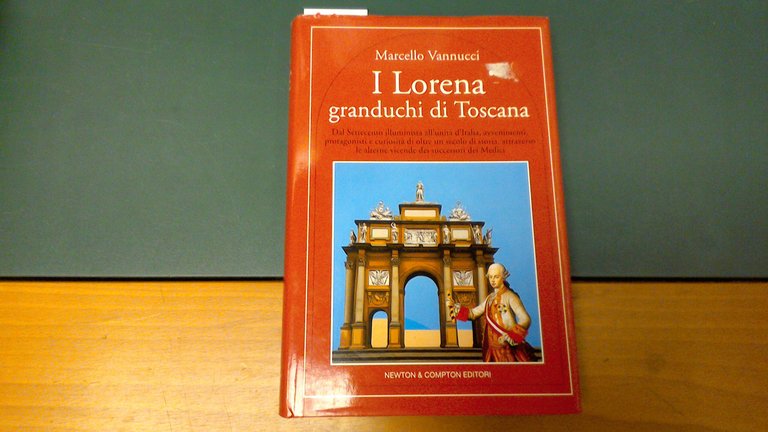 Marcello Vannucci
I Lorena
granduchi di Toscana
Dal Settecento illuminista all'unità d'Italia, avvenimenti,
protagonisti e curiosità di oltre un secolo di storia, attraverso
le alterne vicende dei successori dei Medici
NEWTON & COMPTON EDITORI